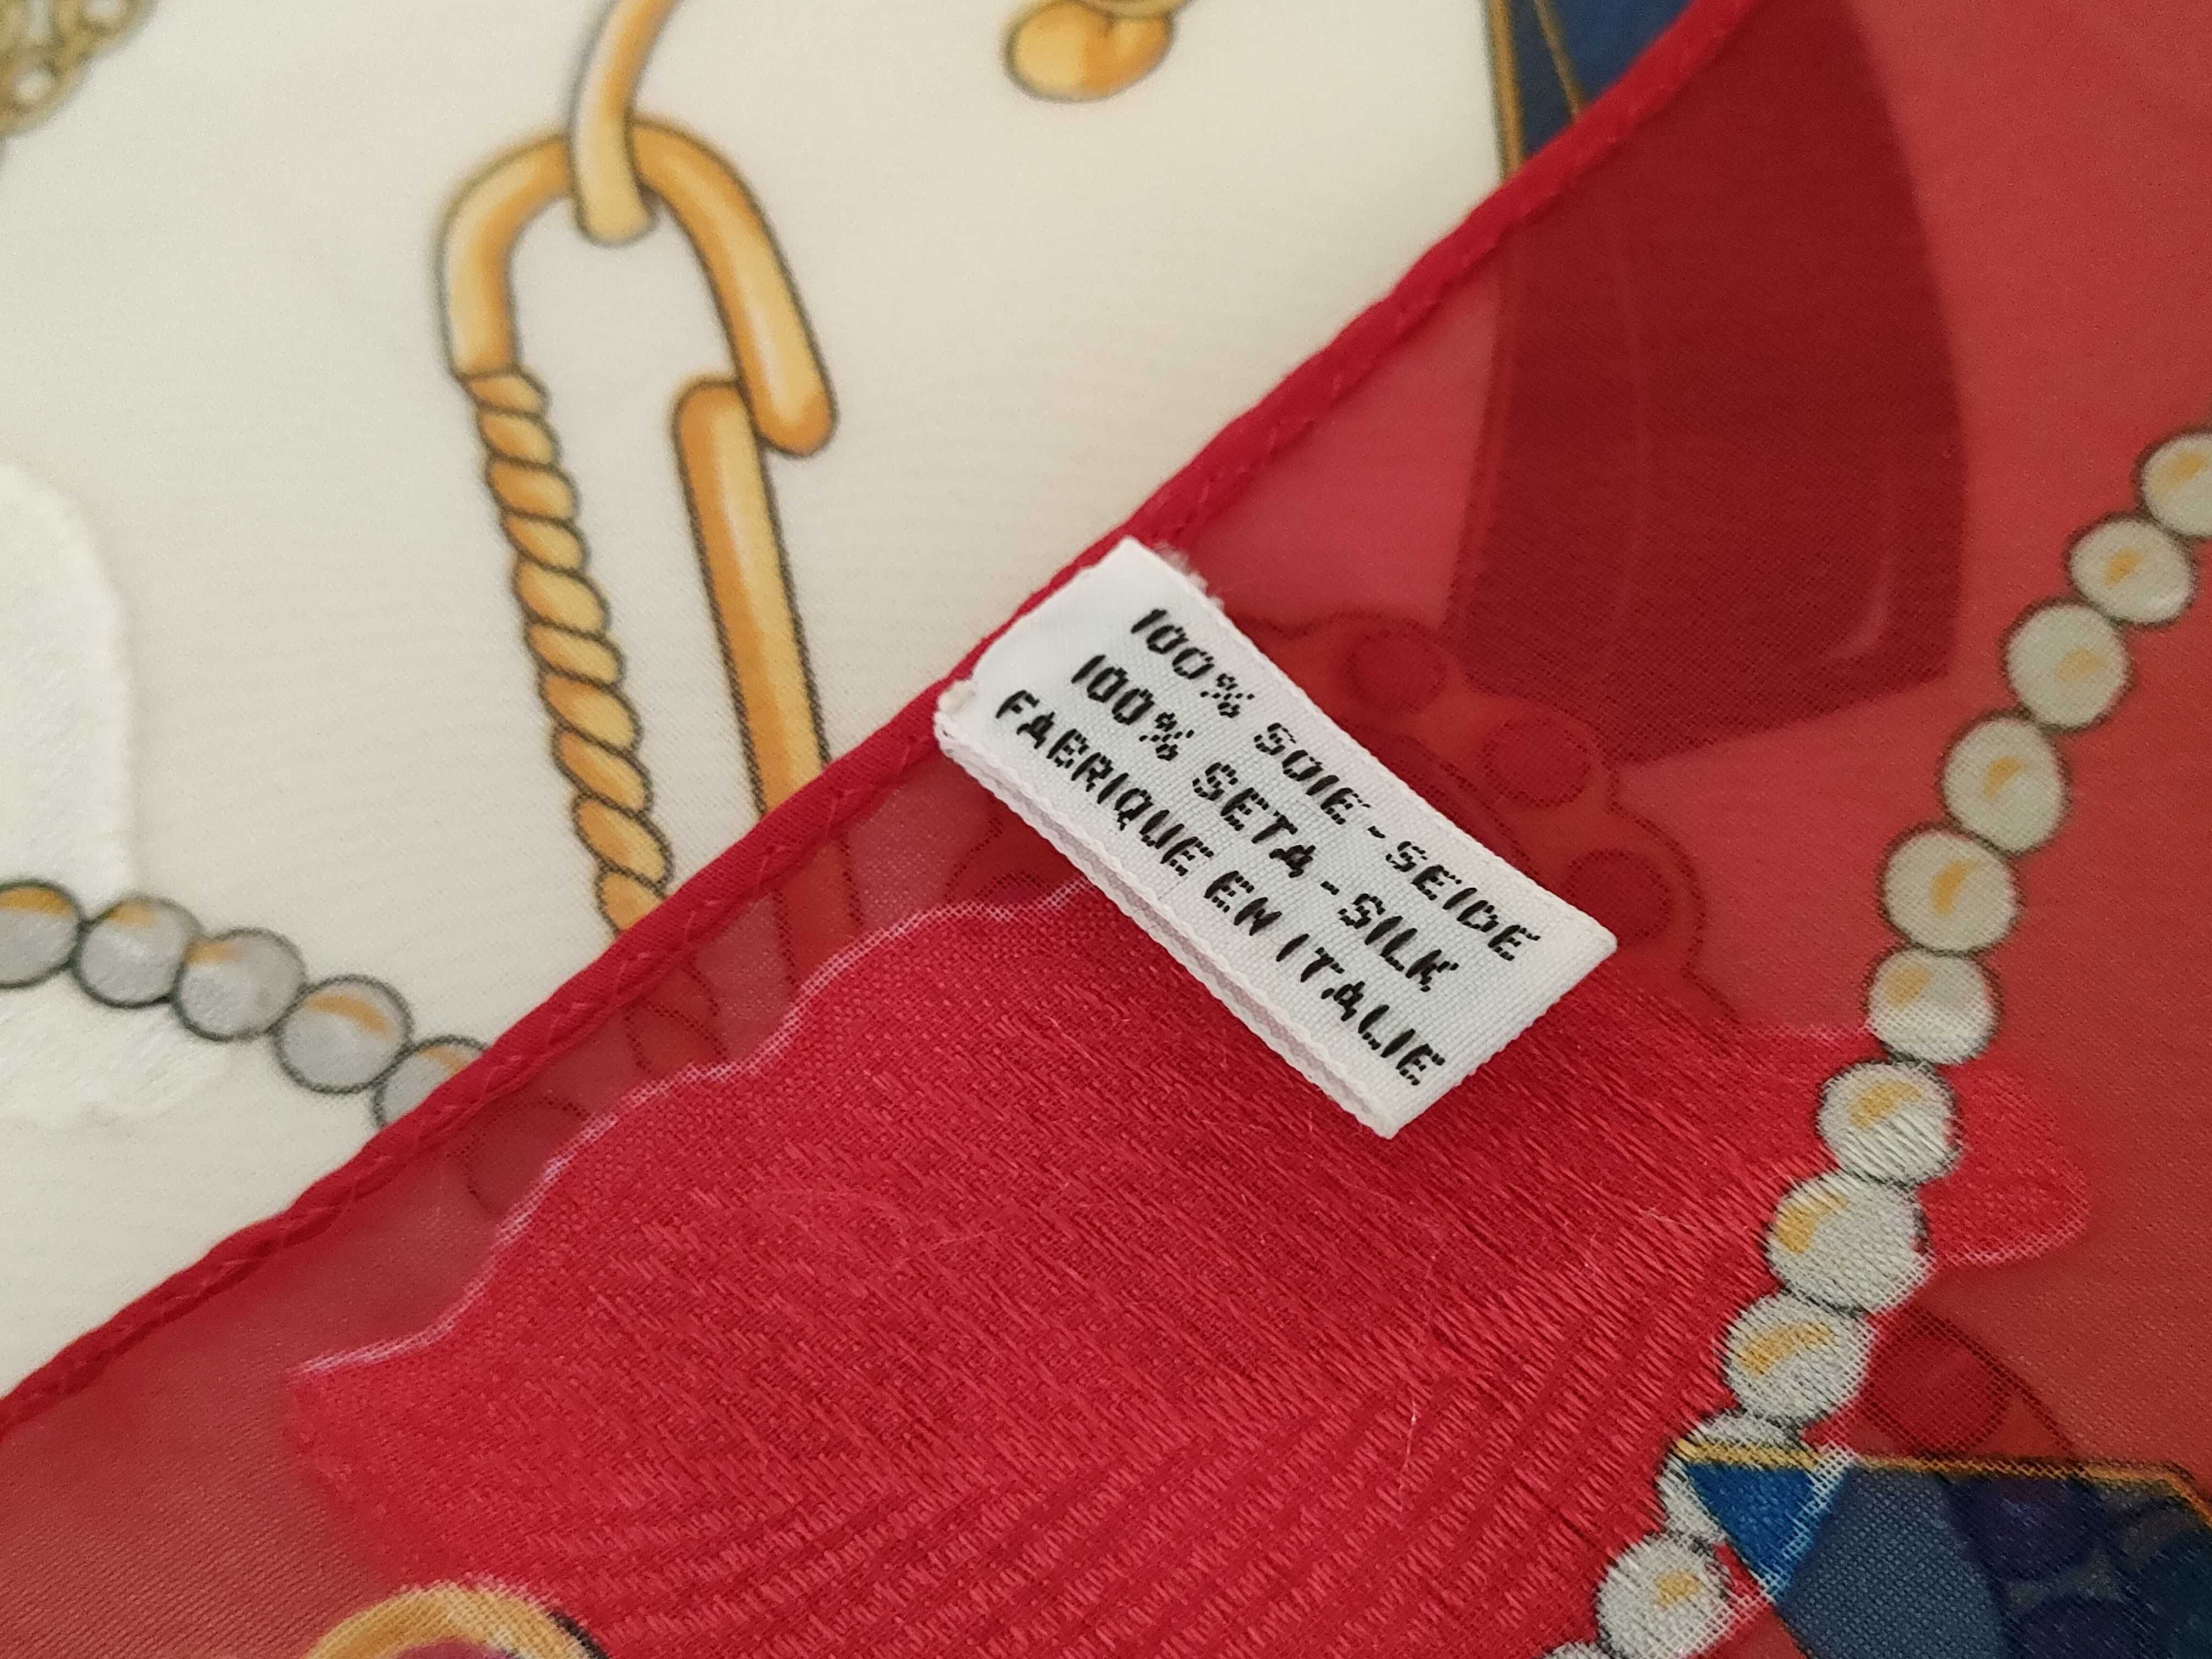 100% SOIE-SEIDE
100% SETA-SILK
FABRIQUE EN ITALIE